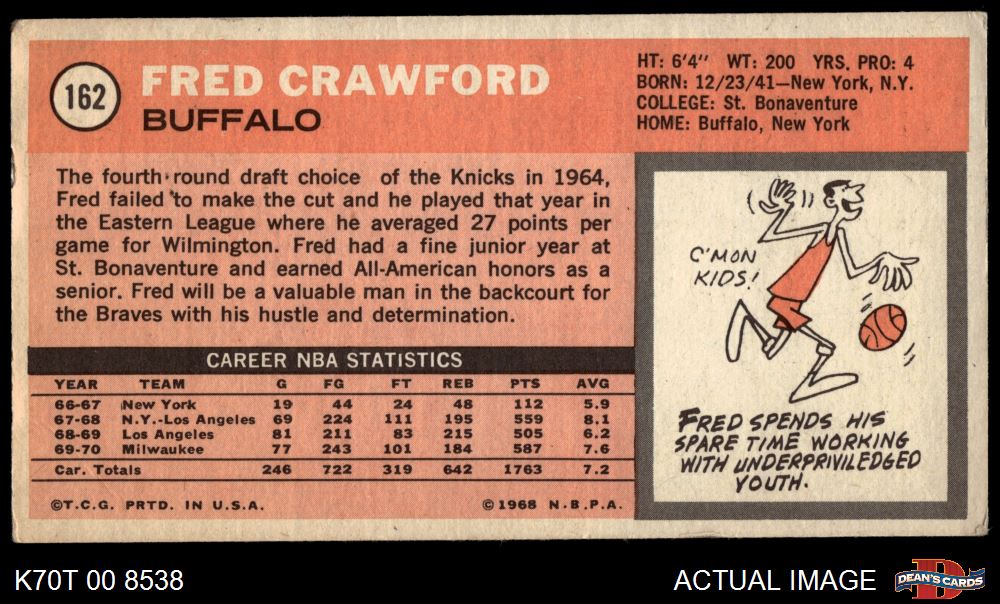 162
FRED CRAWFORD
BUFFALO
HT: 6'4" WT: 200 YRS. PRO: 4
BORN: 12/23/41—New York, N.Y.
COLLEGE: St. Bonaventure
HOME: Buffalo, New York
The fourth round draft choice of the Knicks in 1964,
Fred failed to make the cut and he played that year in
the Eastern League where he averaged 27 points per
game for Wilmington. Fred had a fine junior year at
St. Bonaventure and earned All-American honors as a
senior. Fred will be a valuable man in the backcourt for
the Braves with his hustle and determination.
CAREER NBA STATISTICS
YEAR TEAM G FG FT REB PTS AVG
66-67 New York 19 44 24 48 112 5.9
67-68 N.Y.-Los Angeles 69 224 111 195 559 8.1
68-69 Los Angeles 81 211 83 215 505 6.2
69-70 Milwaukee 77 243 101 184 587 7.6
Car. Totals 246 722 319 642 1763 7.2
©T.C.G. PRTD. IN U.S.A.
©1968 N.B.P.A.
C'MON
KIDS!
FRED SPENDS HIS
SPARE TIME WORKING
WITH UNDERPRIVILEDGED
YOUTH.
K70T 00 8538
ACTUAL IMAGE
D
DEAN'S CARDS